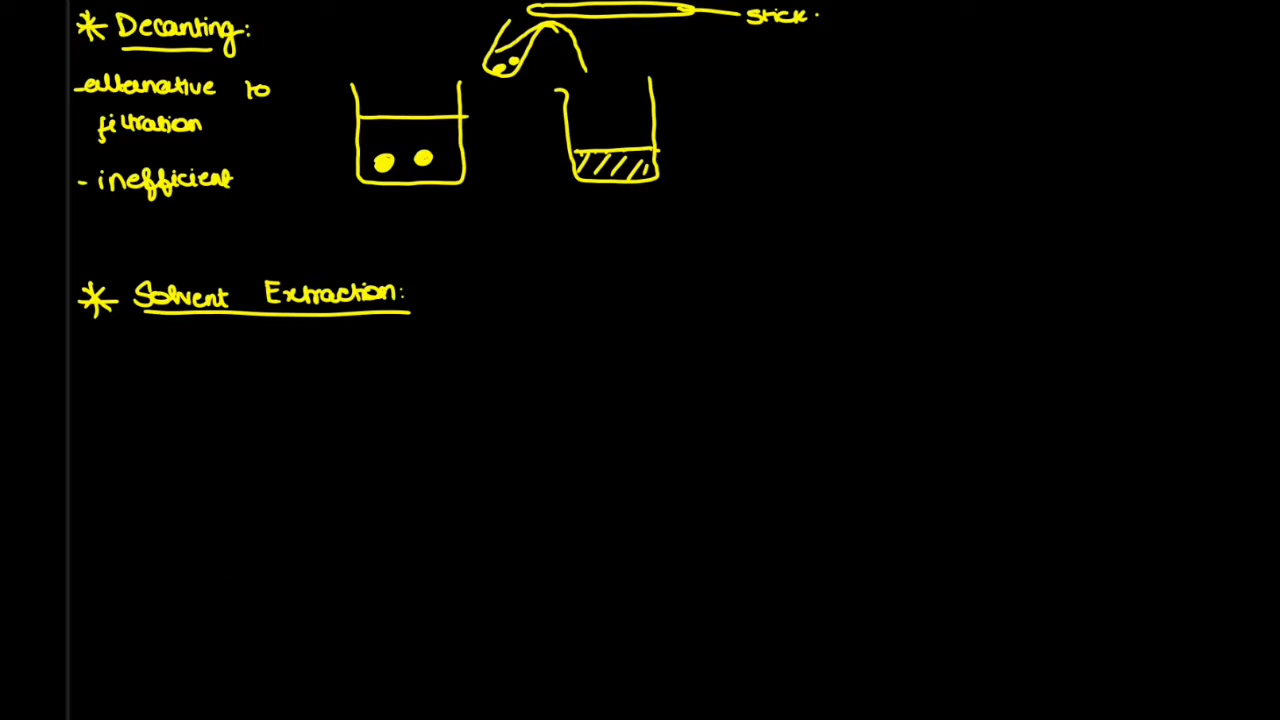 * Decanting:
stick.
-alternative to
filtration
- inefficient
* Solvent Extraction: